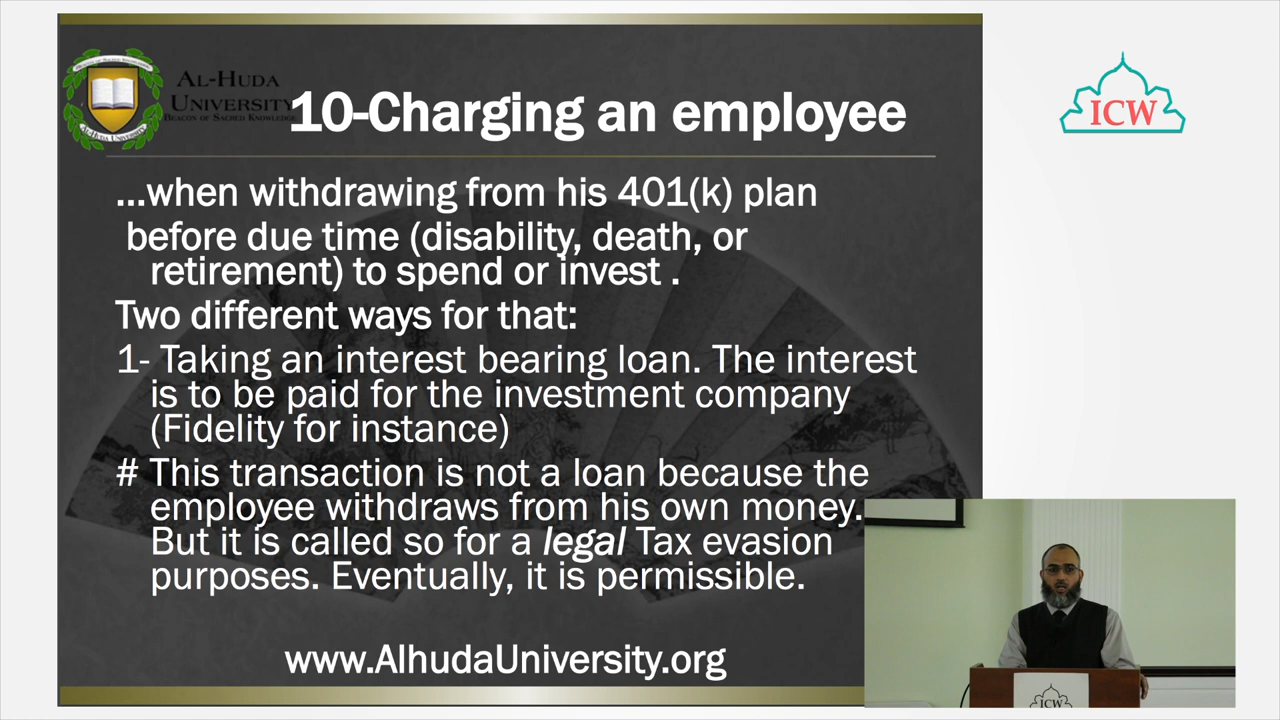 AL-HUDA
UNIVERSITY
BEACON OF SACRED KNOWLEDGE
AL-HUDA UNIVERSITY
10-Charging an employee
ICW
...when withdrawing from his 401(k) plan
before due time (disability, death, or
retirement) to spend or invest .
Two different ways for that:
1- Taking an interest bearing loan. The interest
is to be paid for the investment company
(Fidelity for instance)
# This transaction is not a loan because the
employee withdraws from his own money.
But it is called so for a legal Tax evasion
purposes. Eventually, it is permissible.
www.AlhudaUniversity.org
ICW